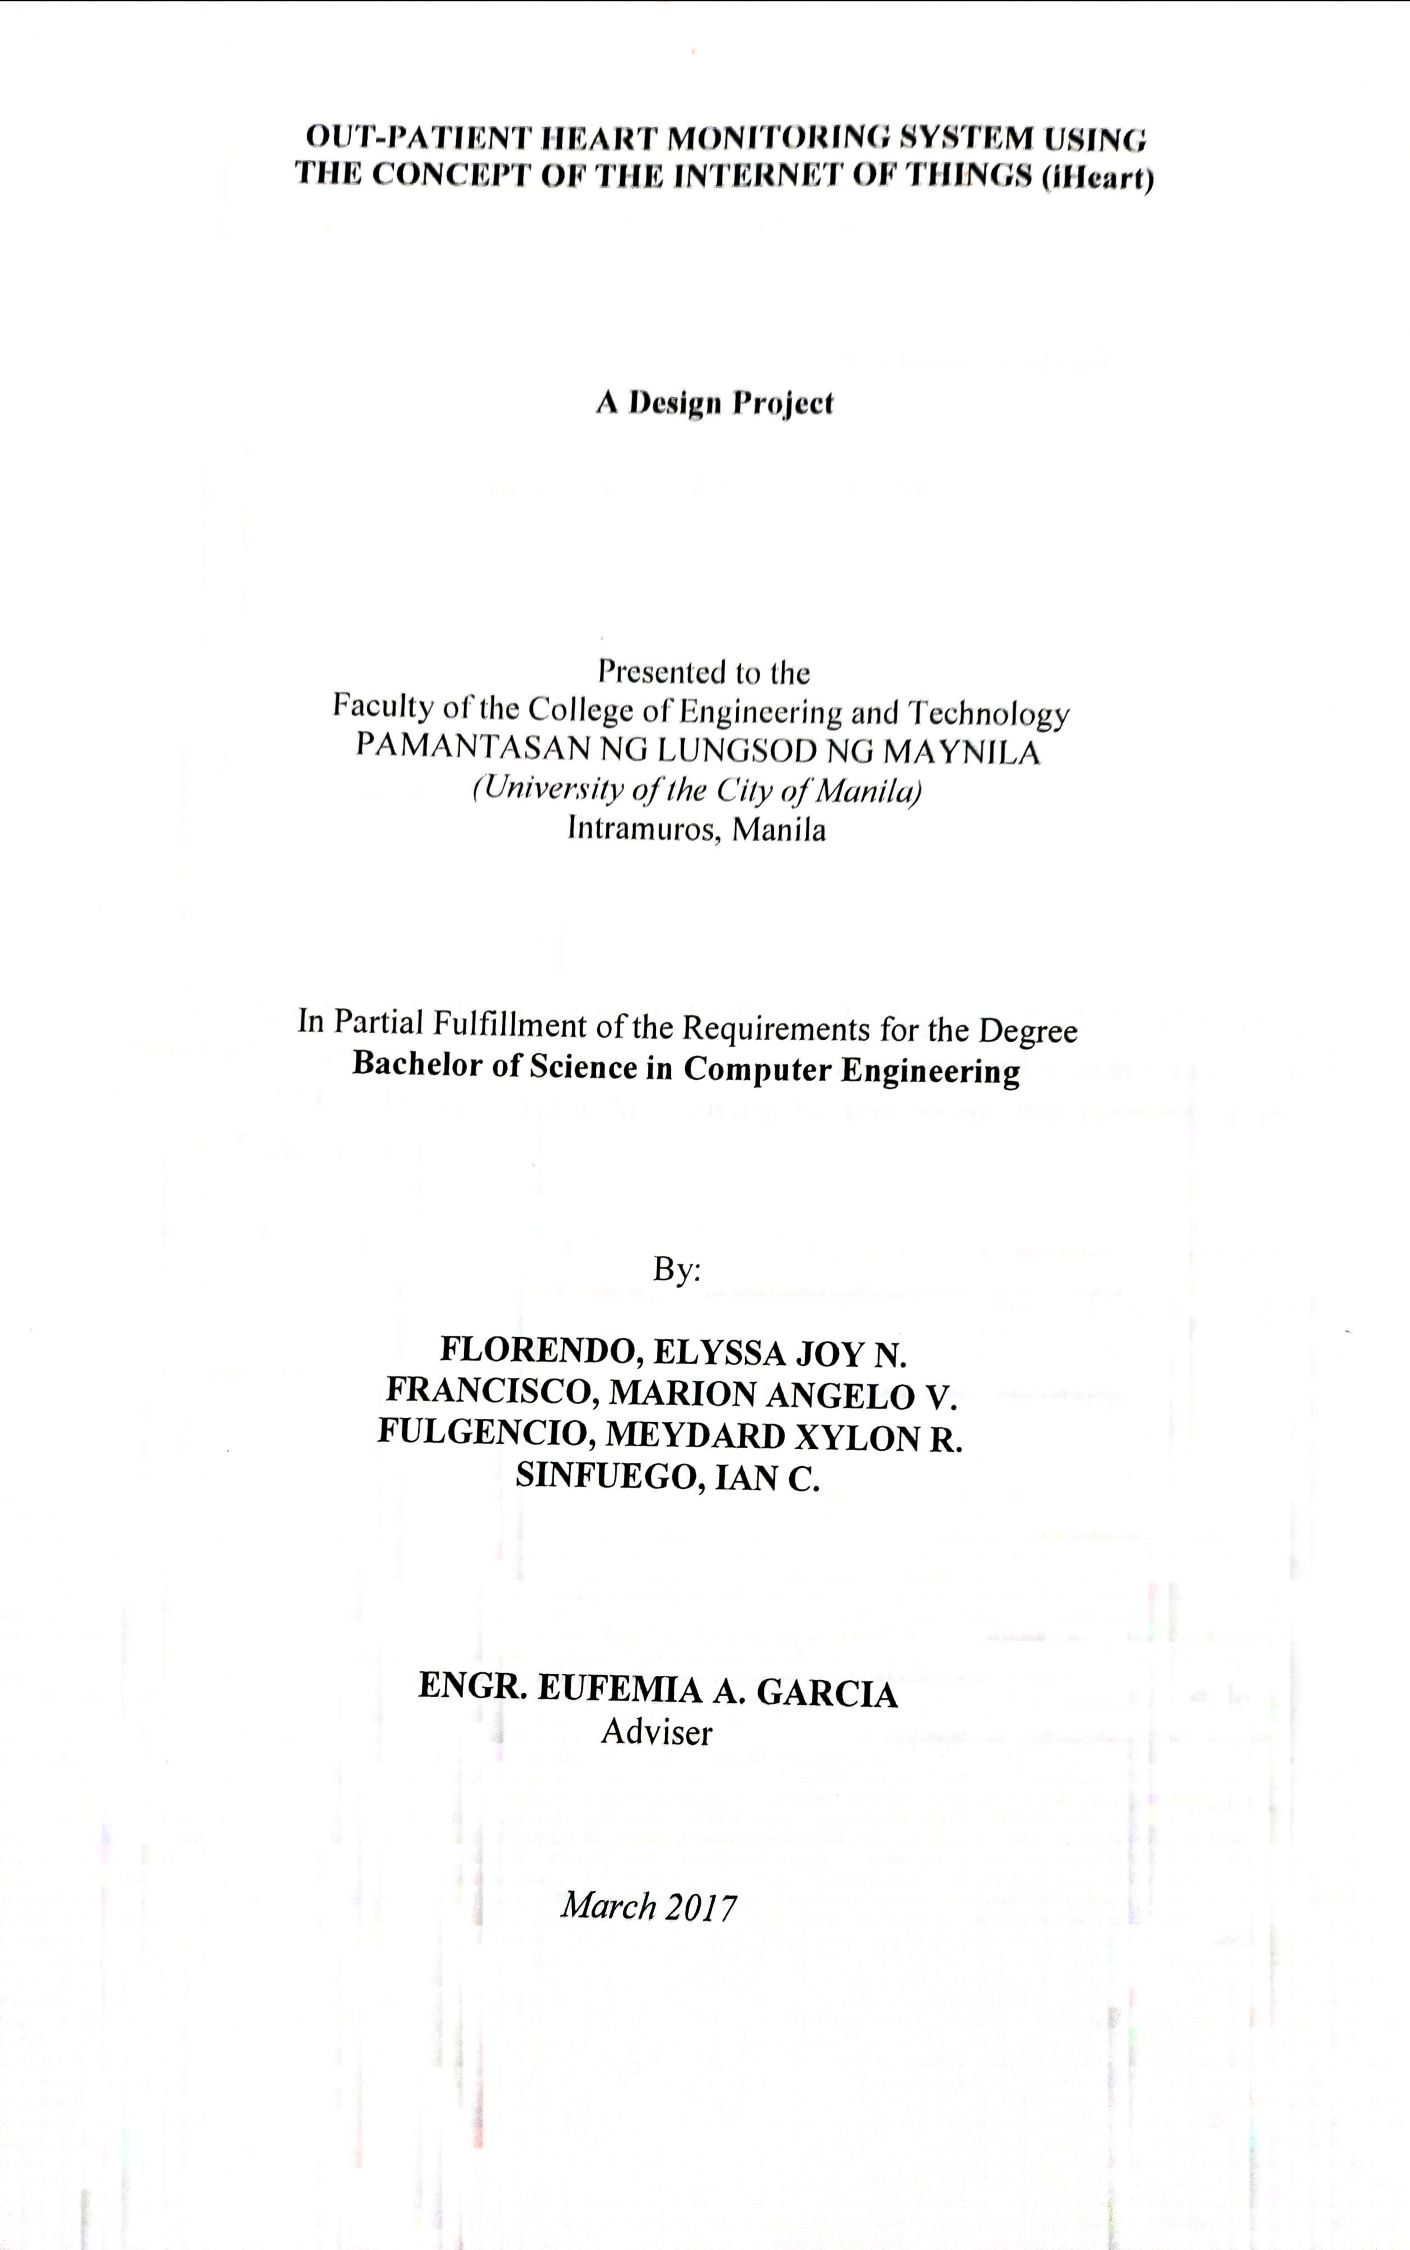 OUT-PATIENT HEART MONITORING SYSTEM USING
THE CONCEPT OF THE INTERNET OF THINGS (iHeart)
A Design Project
Presented to the
Faculty of the College of Engineering and Technology
PAMANTASAN NG LUNGSOD NG MAYNILA
(University of the City of Manila)
Intramuros, Manila
In Partial Fulfillment of the Requirements for the Degree
Bachelor of Science in Computer Engineering
By:
FLORENDO, ELYSSA JOY N.
FRANCISCO, MARION ANGELO V.
FULGENCIO, MEYDARD XYLON R.
SINFUEGO, IAN C.
ENGR. EUFEMIA A. GARCIA
Adviser
March 2017